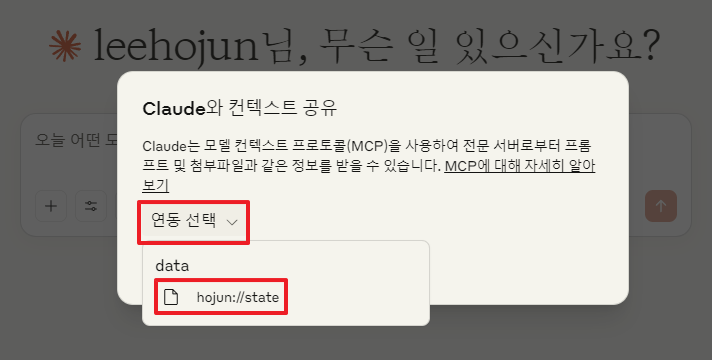 leehojun님, 무슨 일 있으신가요?
Claude와 컨텍스트 공유
오늘 어떤 도
Claude는 모델 컨텍스트 프로토콜(MCP)을 사용하여 전문 서버로부터 프롬
프트 및 첨부파일과 같은 정보를 받을 수 있습니다. MCP에 대해 자세히 알아
보기
연동 선택
data
hojun://state